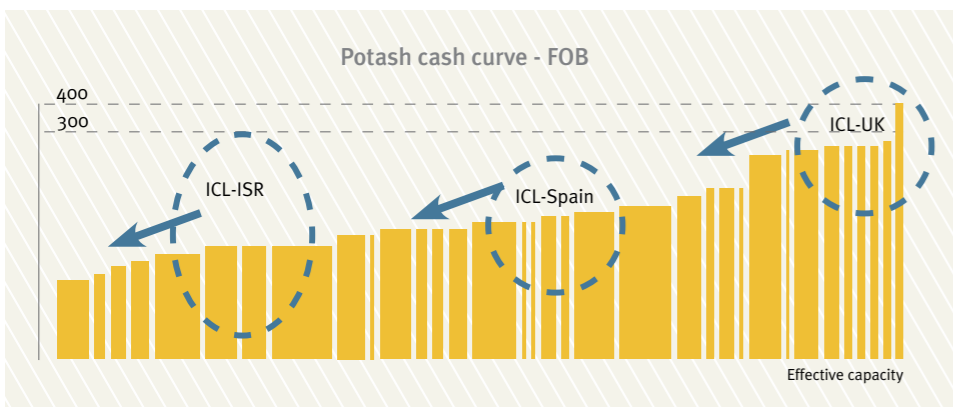 Potash cash curve - FOB
400
300
ICL-UK
ICL-ISR
ICL-Spain
Effective capacity